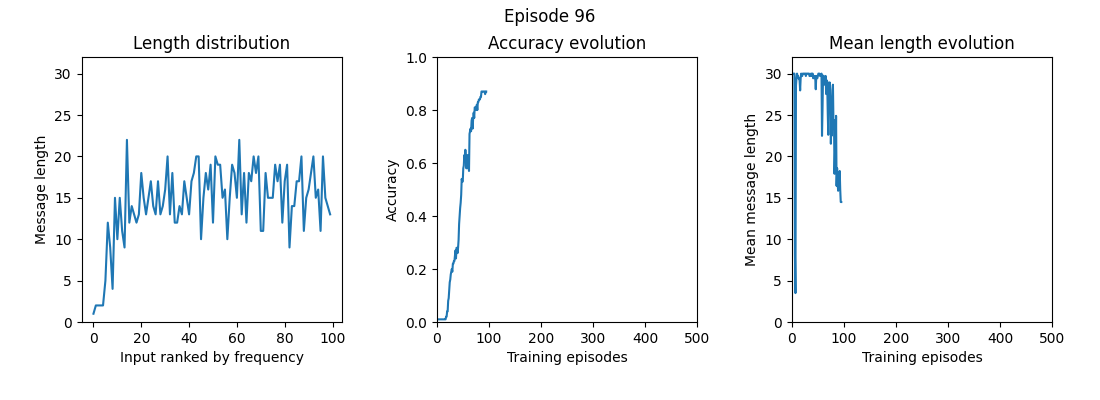 Episode 96
Length distribution
Message length
30
25
20
15
10
5
0
0 20 40 60 80 100
Input ranked by frequency
Accuracy evolution
Accuracy
1.0
0.8
0.6
0.4
0.2
0.0
0 100 200 300 400 500
Training episodes
Mean length evolution
Mean message length
30
25
20
15
10
5
0
0 100 200 300 400 500
Training episodes